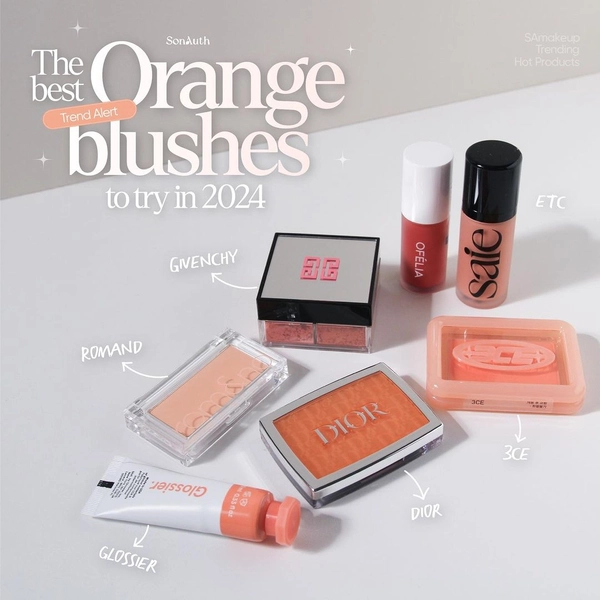 SonAuth
SAmakeup
Trending
Hot Products
The
best
Orange
Trend Alert
blushes
to try in 2024
ETC
GIVENCHY
OFÉLIA
saie
ROMAND
3CE
3CE
DIOR
3CE
Glossier.
DIOR
GLOSSIER